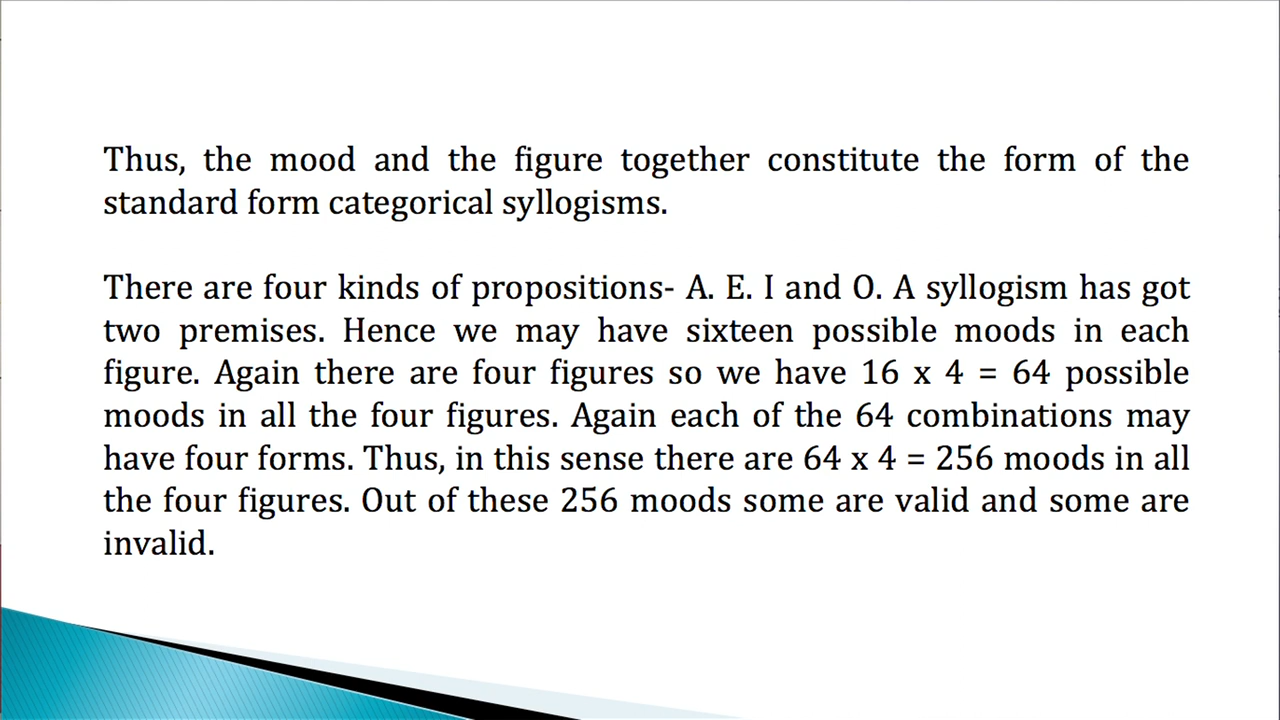 Thus, the mood and the figure together constitute the form of the
standard form categorical syllogisms.
There are four kinds of propositions- A. E. I and O. A syllogism has got
two premises. Hence we may have sixteen possible moods in each
figure. Again there are four figures so we have 16 x 4 = 64 possible
moods in all the four figures. Again each of the 64 combinations may
have four forms. Thus, in this sense there are 64 x 4 = 256 moods in all
the four figures. Out of these 256 moods some are valid and some are
invalid.